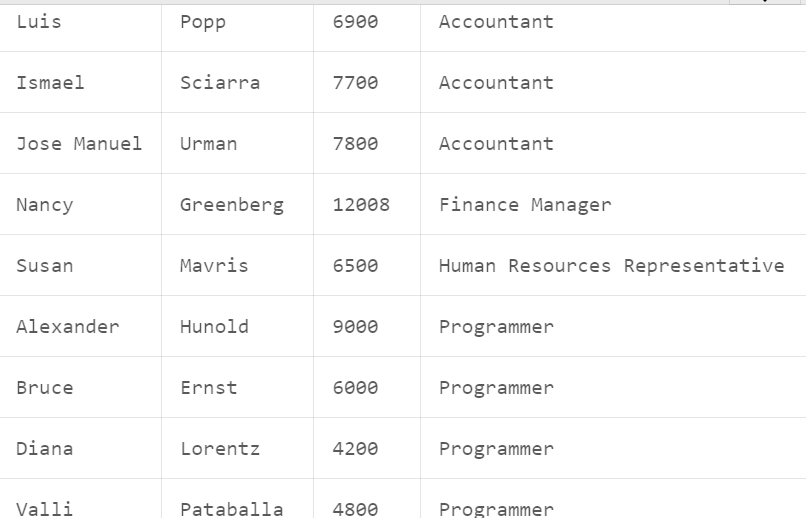 Luis Popp 6900 Accountant
Ismael Sciarra 7700 Accountant
Jose Manuel Urman 7800 Accountant
Nancy Greenberg 12008 Finance Manager
Susan Mavris 6500 Human Resources Representative
Alexander Hunold 9000 Programmer
Bruce Ernst 6000 Programmer
Diana Lorentz 4200 Programmer
Valli Pataballa 4800 Programmer